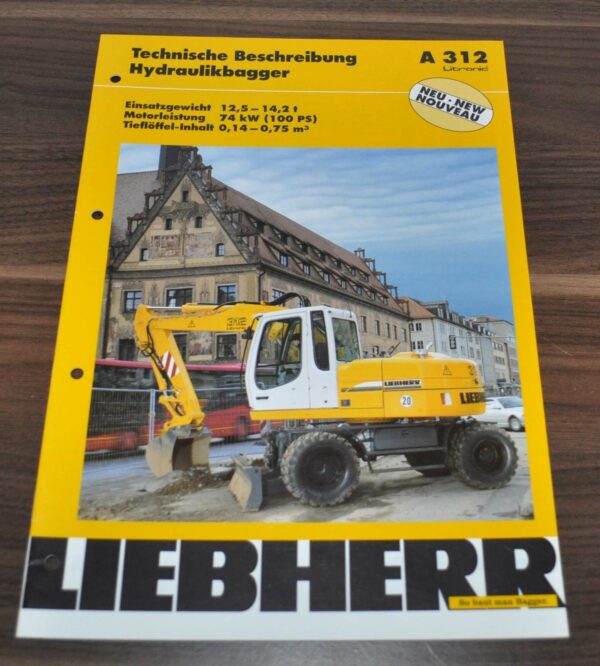 Technische Beschreibung
Hydraulikbagger
A 312
Litronic
NEU · NEW
NOUVEAU
Einsatzgewicht 12,5 – 14,2 t
Motorleistung 74 kW (100 PS)
Tieflöffel-Inhalt 0,14 – 0,75 m³
LIEBHERR
20
LIEBHERR
So baut man Bagger.